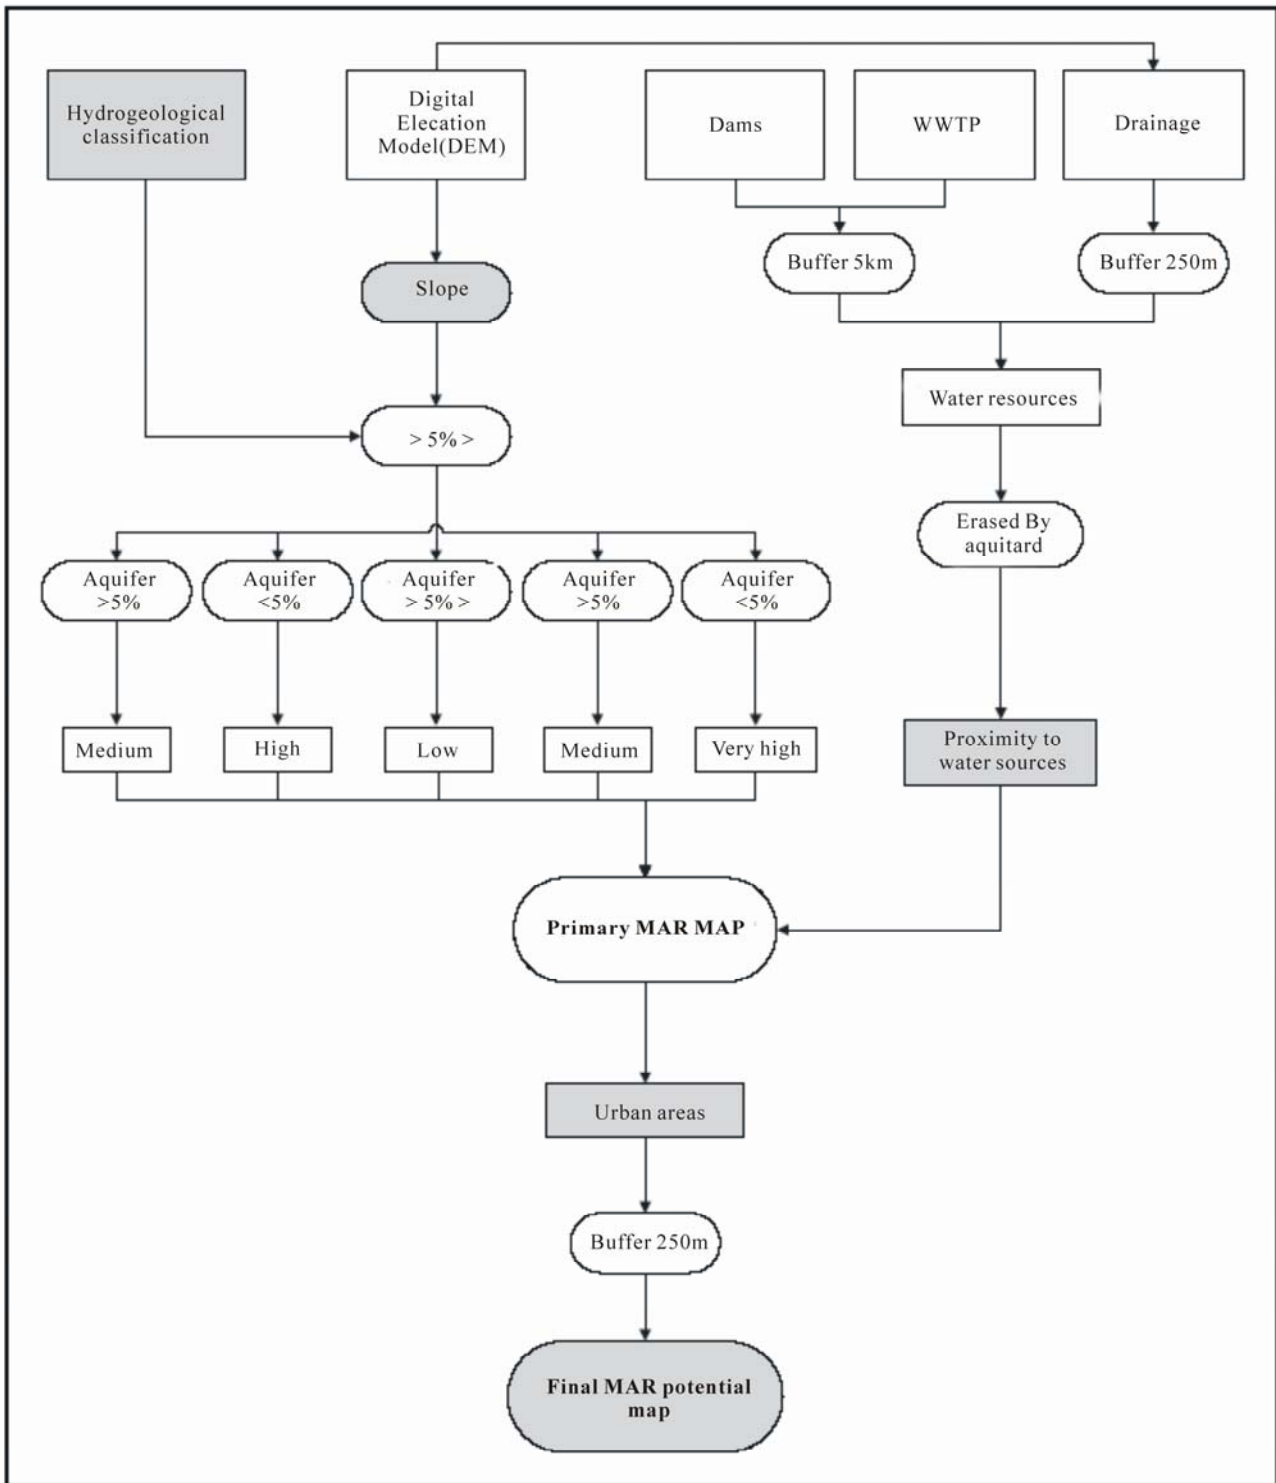 Hydrogeological
classification
Digital
Elecation
Model(DEM)
Dams
WWTP
Drainage
Buffer 5km
Buffer 250m
Slope
Water resources
> 5% >
Erased By
aquitard
Aquifer
>5%
Aquifer
<5%
Aquifer
> 5% >
Aquifer
>5%
Aquifer
<5%
Medium
High
Low
Medium
Very high
Proximity to
water sources
Primary MAR MAP
Urban areas
Buffer 250m
Final MAR potential
map